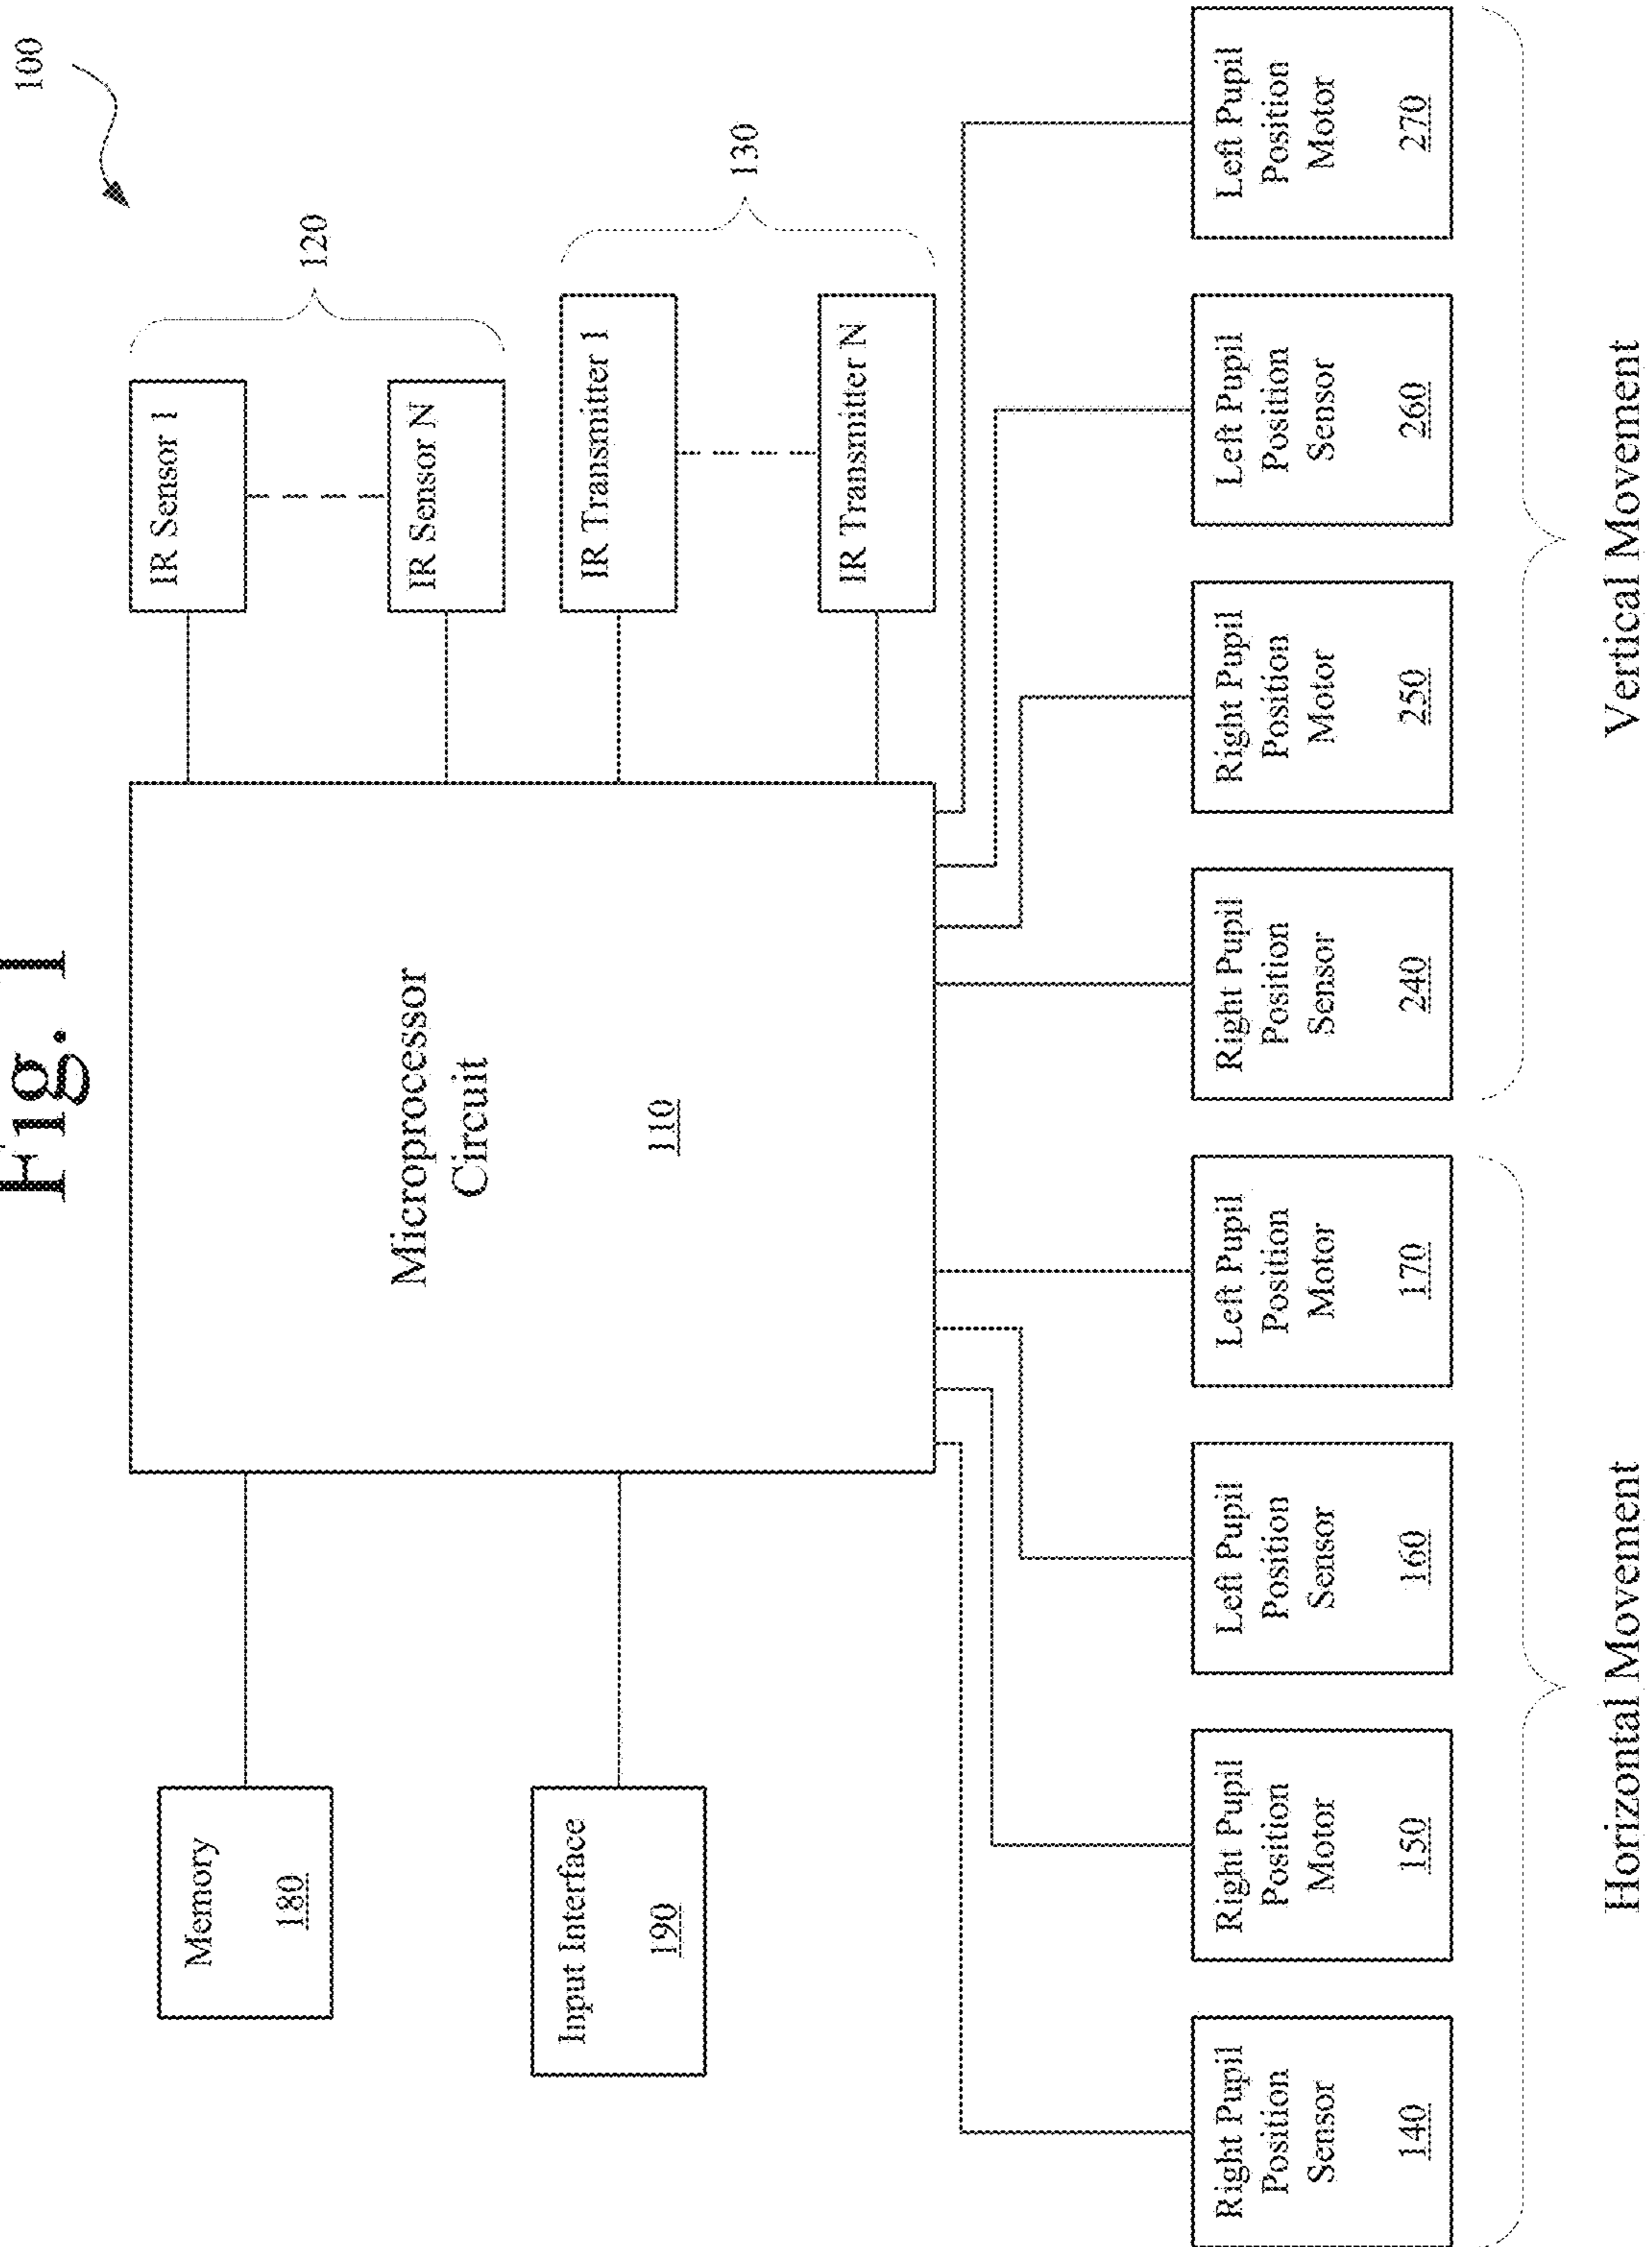 Fig. 1
100
Memory
180
Input Interface
190
Microprocessor
Circuit
110
IR Sensor 1
IR Sensor N
120
IR Transmitter 1
IR Transmitter N
130
Right Pupil
Position
Sensor
140
Right Pupil
Position
Motor
150
Left Pupil
Position
Sensor
160
Left Pupil
Position
Motor
170
Right Pupil
Position
Sensor
240
Right Pupil
Position
Motor
250
Left Pupil
Position
Sensor
260
Left Pupil
Position
Motor
270
Horizontal Movement
Vertical Movement